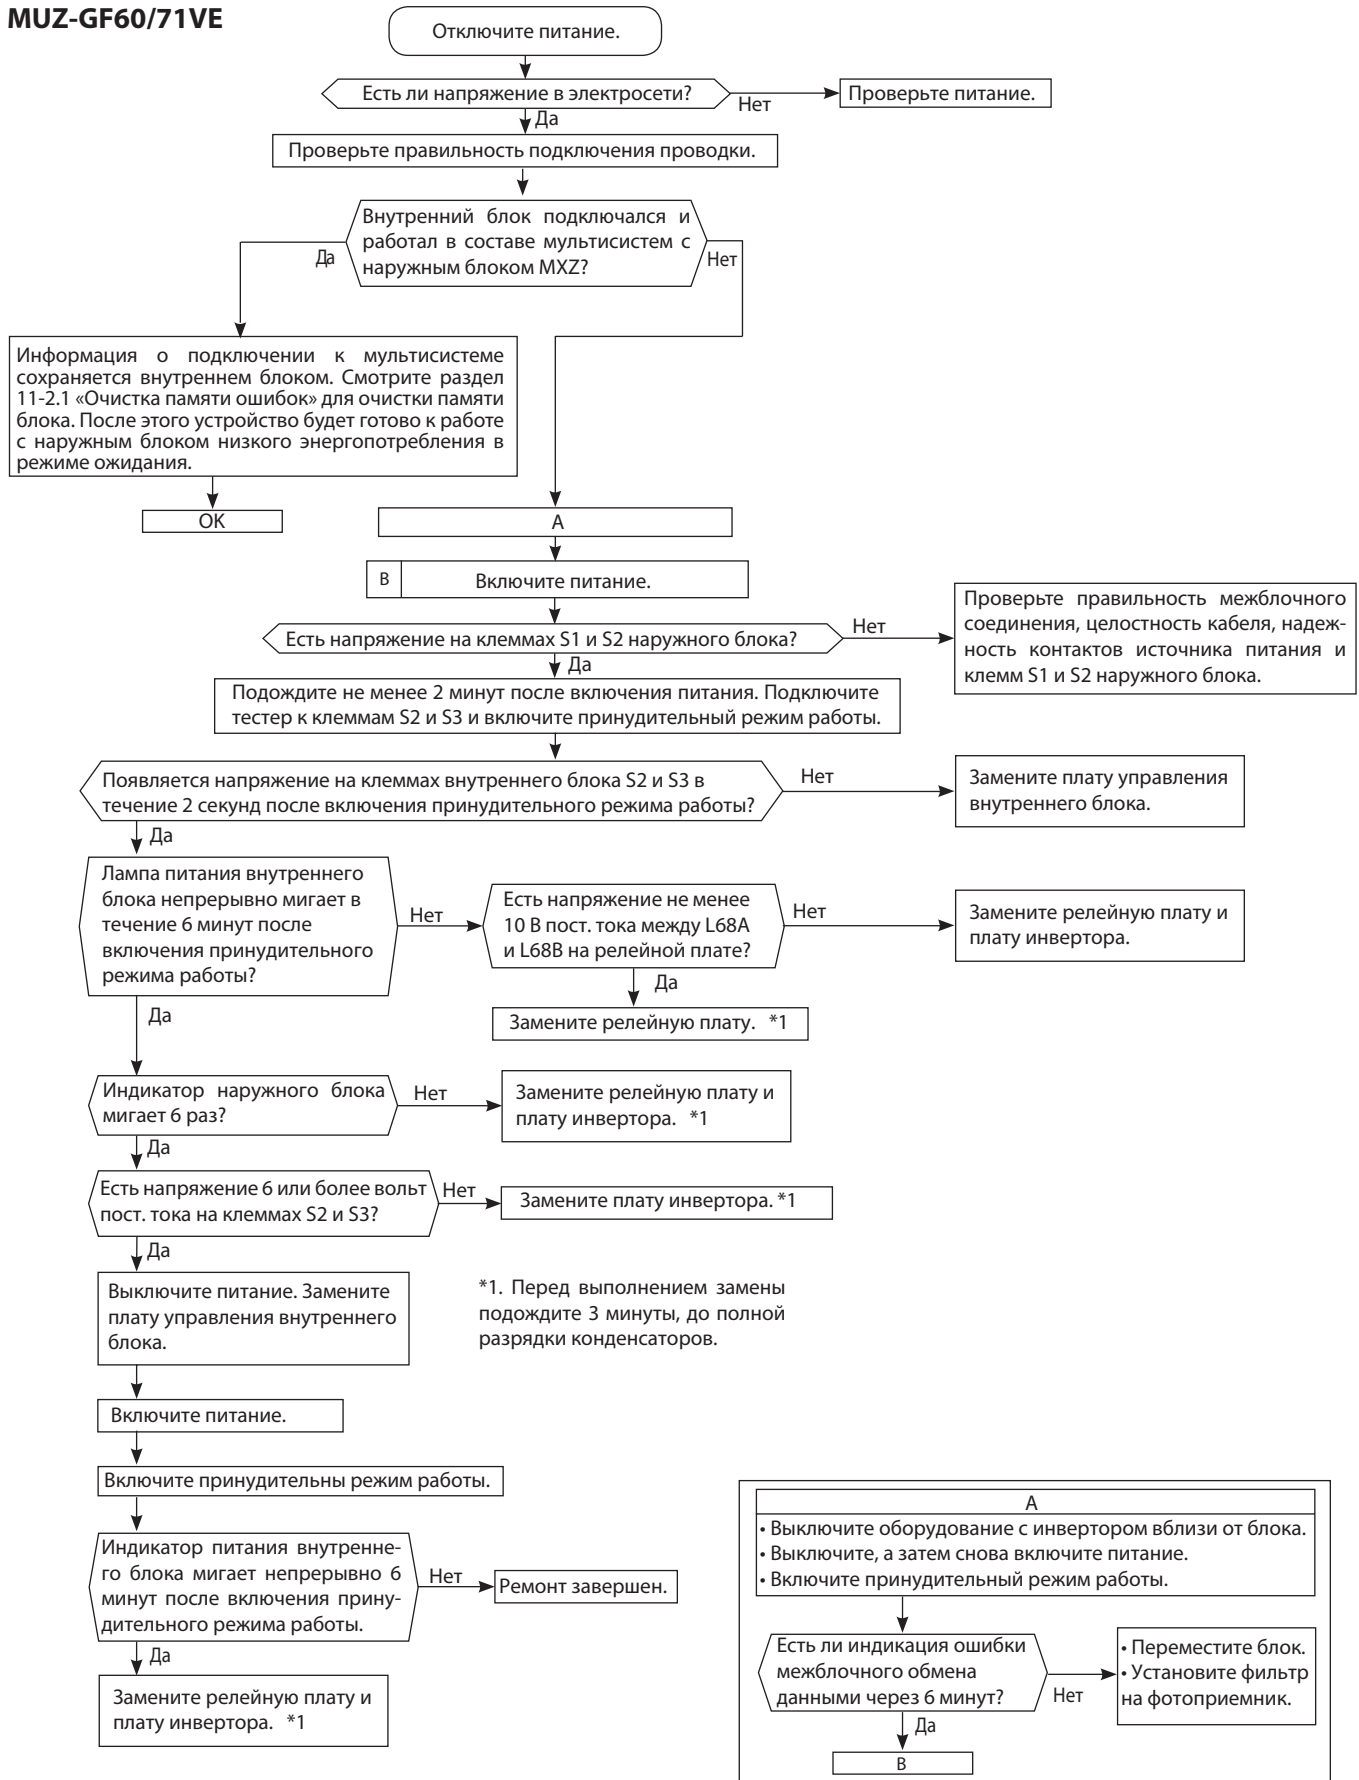 MUZ-GF60/71VE
Отключите питание.
Есть ли напряжение в электросети?
Нет
Проверьте питание.
Да
Проверьте правильность подключения проводки.
Внутренний блок подключался и
работал в составе мультисистем с
наружным блоком MXZ?
Да
Нет
Информация о подключении к мультисистеме
сохраняется внутреннем блоком. Смотрите раздел
11-2.1 «Очистка памяти ошибок» для очистки памяти
блока. После этого устройство будет готово к работе
с наружным блоком низкого энергопотребления в
режиме ожидания.
OK
A
B
Включите питание.
Есть напряжение на клеммах S1 и S2 наружного блока?
Нет
Проверьте правильность межблочного
соединения, целостность кабеля, надеж-
ность контактов источника питания и
клемм S1 и S2 наружного блока.
Да
Подождите не менее 2 минут после включения питания. Подключите
тестер к клеммам S2 и S3 и включите принудительный режим работы.
Появляется напряжение на клеммах внутреннего блока S2 и S3 в
течение 2 секунд после включения принудительного режима работы?
Нет
Замените плату управления
внутреннего блока.
Да
Лампа питания внутреннего
блока непрерывно мигает в
течение 6 минут после
включения принудительного
режима работы?
Нет
Есть напряжение не менее
10 В пост. тока между L68A
и L68B на релейной плате?
Нет
Замените релейную плату и
плату инвертора.
Да
Замените релейную плату. *1
Да
Индикатор наружного блока
мигает 6 раз?
Нет
Замените релейную плату и
плату инвертора. *1
Да
Есть напряжение 6 или более вольт
пост. тока на клеммах S2 и S3?
Нет
Замените плату инвертора. *1
Да
Выключите питание. Замените
плату управления внутреннего
блока.
*1. Перед выполнением замены
подождите 3 минуты, до полной
разрядки конденсаторов.
Включите питание.
Включите принудительны режим работы.
Индикатор питания внутренне-
го блока мигает непрерывно 6
минут после включения прину-
дительного режима работы.
Нет
Ремонт завершен.
Да
Замените релейную плату и
плату инвертора. *1
A
• Выключите оборудование с инвертором вблизи от блока.
• Выключите, а затем снова включите питание.
• Включите принудительный режим работы.
Есть ли индикация ошибки
межблочного обмена
данными через 6 минут?
Нет
• Переместите блок.
• Установите фильтр
на фотоприемник.
Да
B